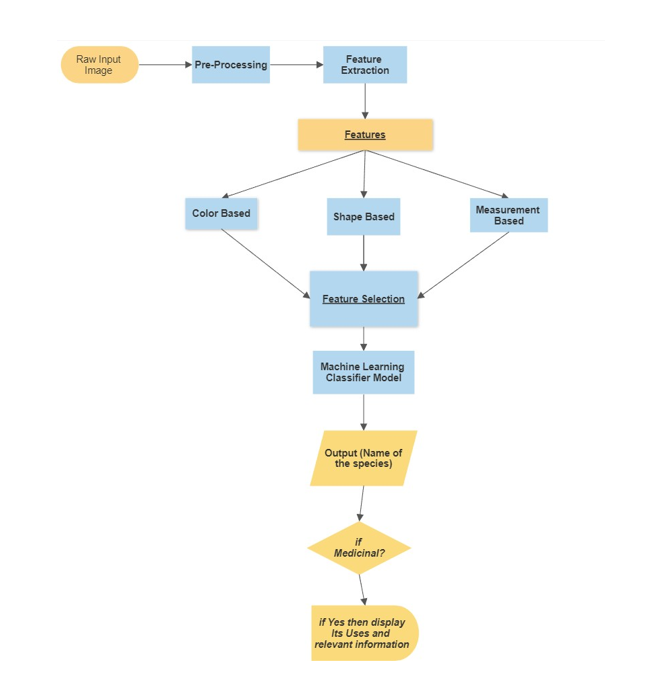 Raw Input
Image
Pre-Processing
Feature
Extraction
Features
Color Based
Shape Based
Measurement
Based
Feature Selection
Machine Learning
Classifier Model
Output (Name of
the species)
if
Medicinal?
if Yes then display
Its Uses and
relevant information